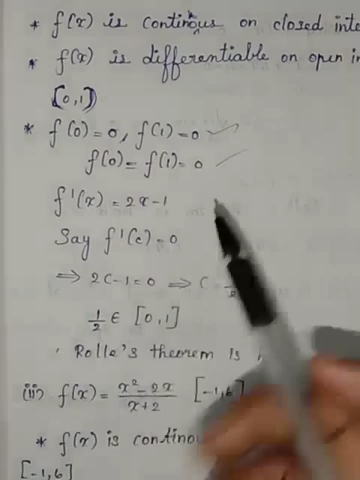 * f(x) is continous on closed
* f(x) is differentiable on open
[0,1]
* f(0)=0, f(1)=0
f(0)=f(1)=0
f'(x)=2x-1
Say f'(c)=0
⇒ 2c-1=0 ⇒ c=
1/2 ∈ [0,1]
Rolle's theorem is
(ii) f(x)= (x²-2x)/(x+2) [-1,6]
* f(x) is
[-1,6]